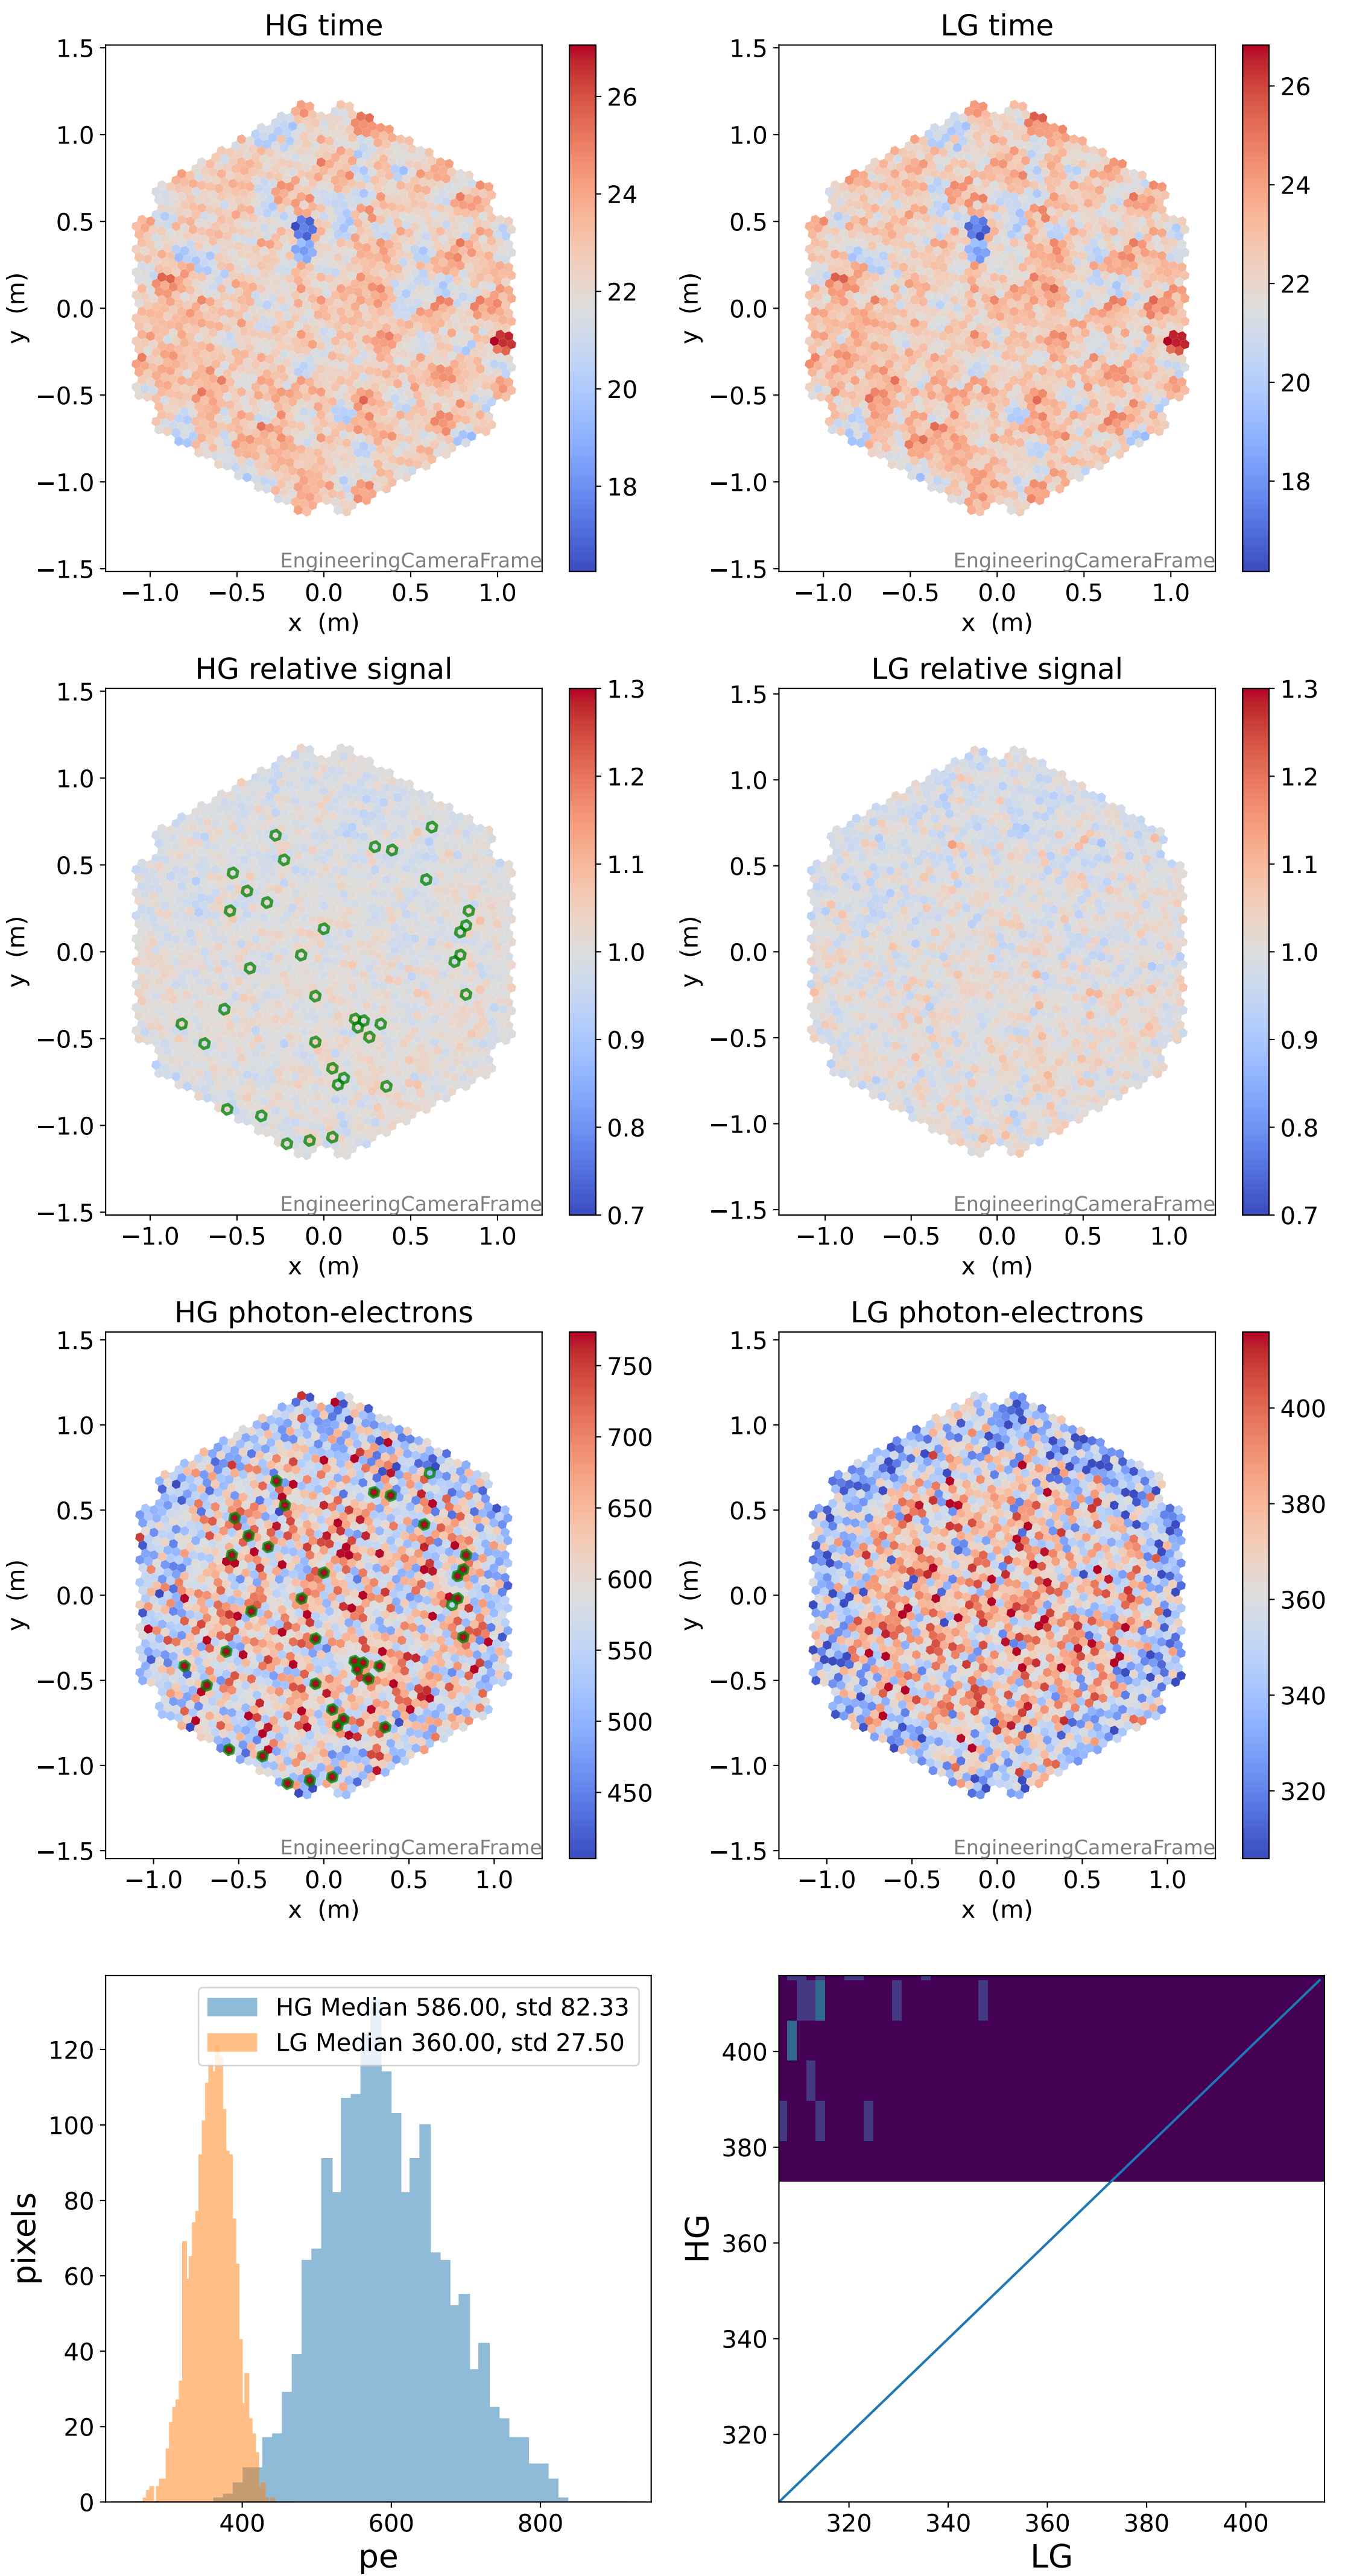 HG time
LG time
1.5
1.0
0.5
0.0
−0.5
−1.0
−1.5
y (m)
−1.0 −0.5 0.0 0.5 1.0
x (m)
EngineeringCameraFrame
26
24
22
20
18
1.5
1.0
0.5
0.0
−0.5
−1.0
−1.5
y (m)
−1.0 −0.5 0.0 0.5 1.0
x (m)
EngineeringCameraFrame
26
24
22
20
18
HG relative signal
LG relative signal
1.5
1.0
0.5
0.0
−0.5
−1.0
−1.5
y (m)
−1.0 −0.5 0.0 0.5 1.0
x (m)
EngineeringCameraFrame
1.3
1.2
1.1
1.0
0.9
0.8
0.7
1.5
1.0
0.5
0.0
−0.5
−1.0
−1.5
y (m)
−1.0 −0.5 0.0 0.5 1.0
x (m)
EngineeringCameraFrame
1.3
1.2
1.1
1.0
0.9
0.8
0.7
HG photon-electrons
LG photon-electrons
1.5
1.0
0.5
0.0
−0.5
−1.0
−1.5
y (m)
−1.0 −0.5 0.0 0.5 1.0
x (m)
EngineeringCameraFrame
750
700
650
600
550
500
450
1.5
1.0
0.5
0.0
−0.5
−1.0
−1.5
y (m)
−1.0 −0.5 0.0 0.5 1.0
x (m)
EngineeringCameraFrame
400
380
360
340
320
HG Median 586.00, std 82.33
LG Median 360.00, std 27.50
120
100
80
60
40
20
0
pixels
400 600 800
pe
400
380
360
340
320
HG
320 340 360 380 400
LG